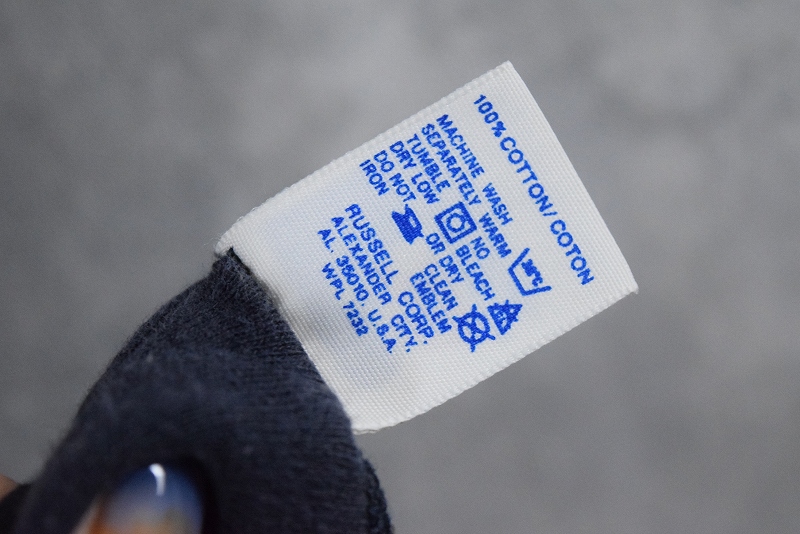 100% COTTON/COTON
MACHINE WASH
SEPARATELY WARM
TUMBLE NO
DRY LOW BLEACH
DO NOT OR DRY
IRON CLEAN
EMBLEM
RUSSELL CORP.
ALEXANDER CITY,
AL. 35010. U.S.A.
WPL 7232